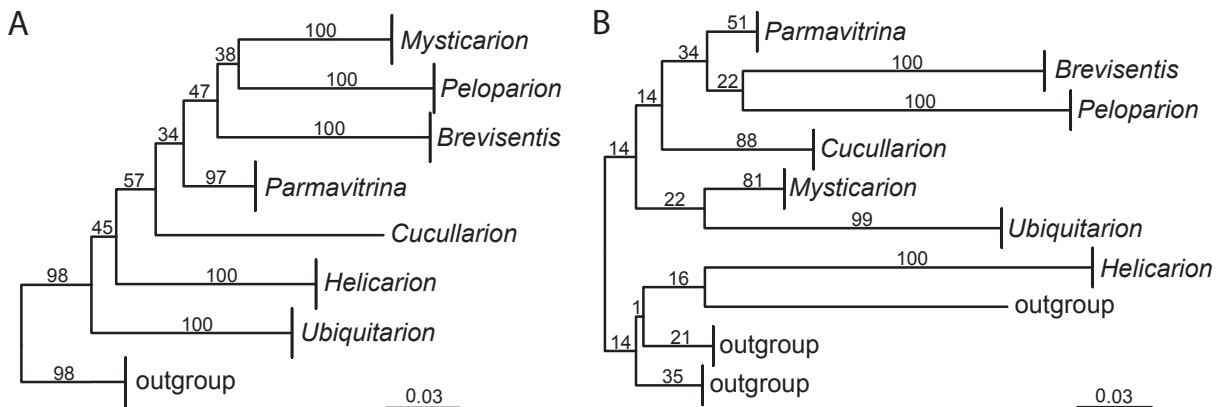 A
100
Mysticarion
38
100
Peloparion
47
100
Brevisentis
34
97
Parmavitrina
57
Cucullarion
45
100
Helicarion
98
100
Ubiquitarion
98
outgroup
0.03
B
51
Parmavitrina
34
100
Brevisentis
22
100
Peloparion
14
88
Cucullarion
14
81
Mysticarion
22
99
Ubiquitarion
100
Helicarion
16
outgroup
1
21
outgroup
14
35
outgroup
0.03